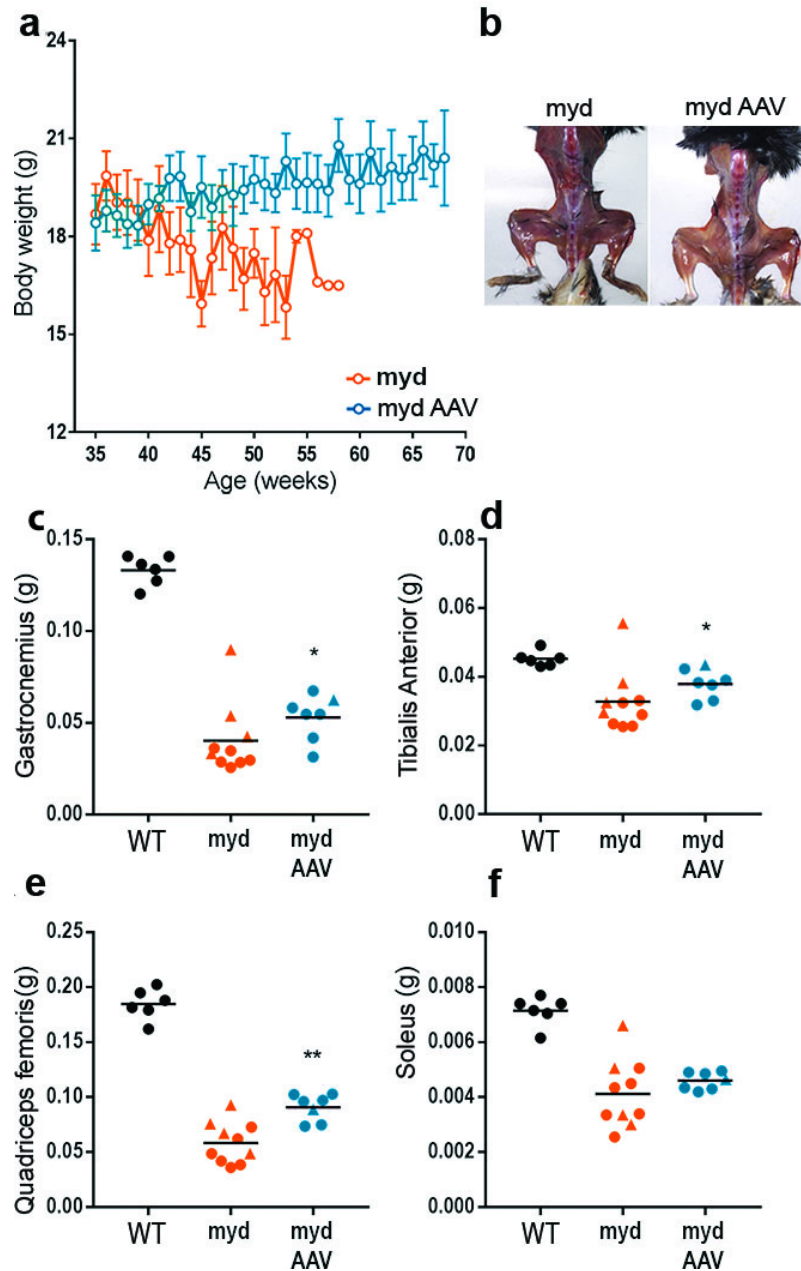 a
24
21
18
15
12
Body weight (g)
35 40 45 50 55 60 65 70
Age (weeks)
myd
myd AAV
b
myd myd AAV
c
0.15
0.10
0.05
0.00
Gastrocnemius (g)
WT myd myd
AAV
*
d
0.08
0.06
0.04
0.02
0.00
Tibialis Anterior (g)
WT myd myd
AAV
*
e
0.25
0.20
0.15
0.10
0.05
0.00
Quadriceps femoris(g)
WT myd myd
AAV
**
f
0.010
0.008
0.006
0.004
0.002
0.000
Soleus (g)
WT myd myd
AAV